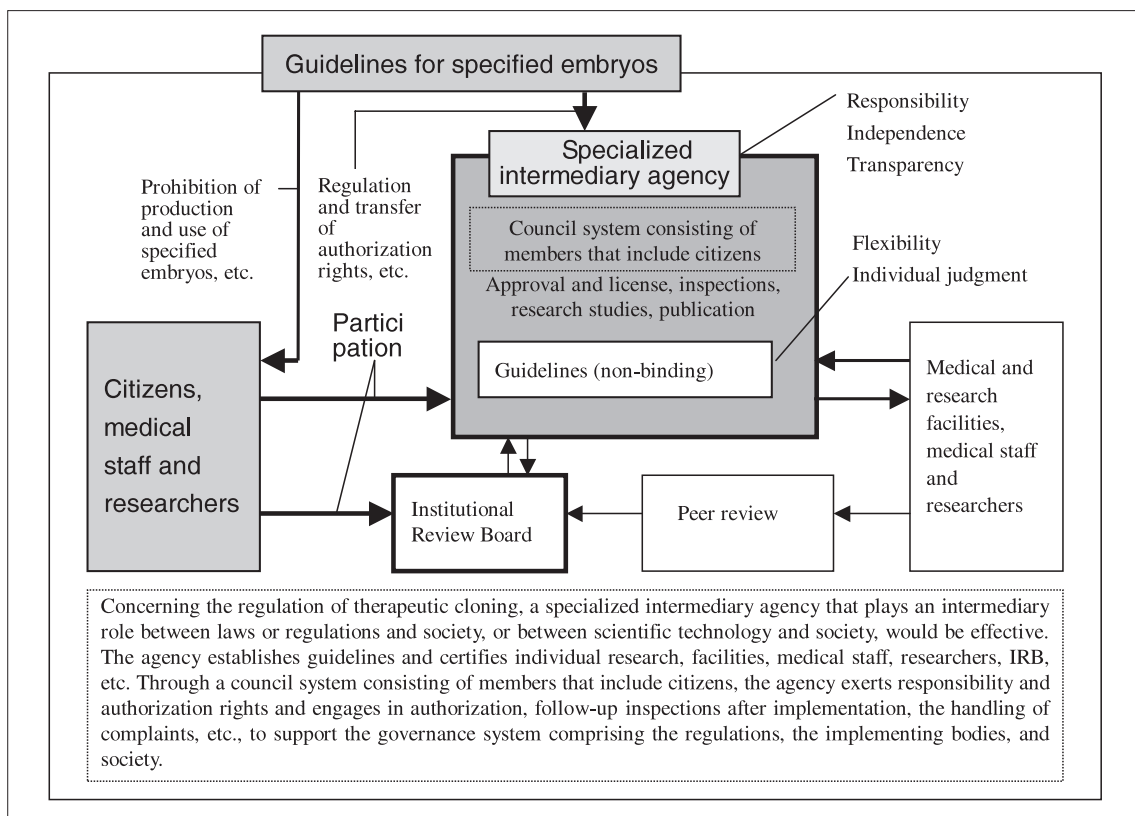 Guidelines for specified embryos
Responsibility
Independence
Transparency
Specialized
intermediary agency
Prohibition of
production
and use of
specified
embryos, etc.
Regulation
and transfer
of
authorization
rights, etc.
Council system consisting of
members that include citizens
Flexibility
Individual judgment
Approval and license, inspections,
research studies, publication
Partici
pation
Guidelines (non-binding)
Citizens,
medical
staff and
researchers
Medical and
research
facilities,
medical staff
and
researchers
Institutional
Review Board
Peer review
Concerning the regulation of therapeutic cloning, a specialized intermediary agency that plays an intermediary
role between laws or regulations and society, or between scientific technology and society, would be effective.
The agency establishes guidelines and certifies individual research, facilities, medical staff, researchers, IRB,
etc. Through a council system consisting of members that include citizens, the agency exerts responsibility and
authorization rights and engages in authorization, follow-up inspections after implementation, the handling of
complaints, etc., to support the governance system comprising the regulations, the implementing bodies, and
society.